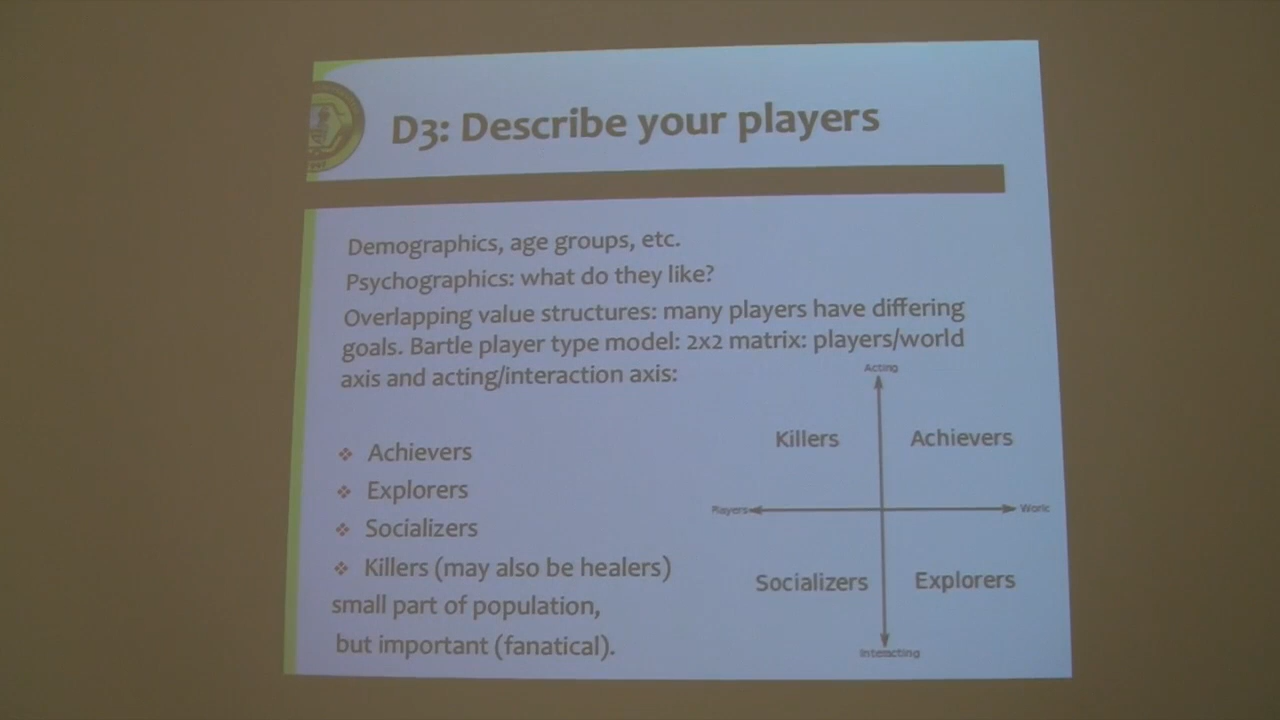 D3: Describe your players
Demographics, age groups, etc.
Psychographics: what do they like?
Overlapping value structures: many players have differing
goals. Bartle player type model: 2x2 matrix: players/world
axis and acting/interaction axis:
❖ Achievers
❖ Explorers
❖ Socializers
❖ Killers (may also be healers)
small part of population,
but important (fanatical).
Acting
Killers
Achievers
Players
Socializers
Explorers
Interacting